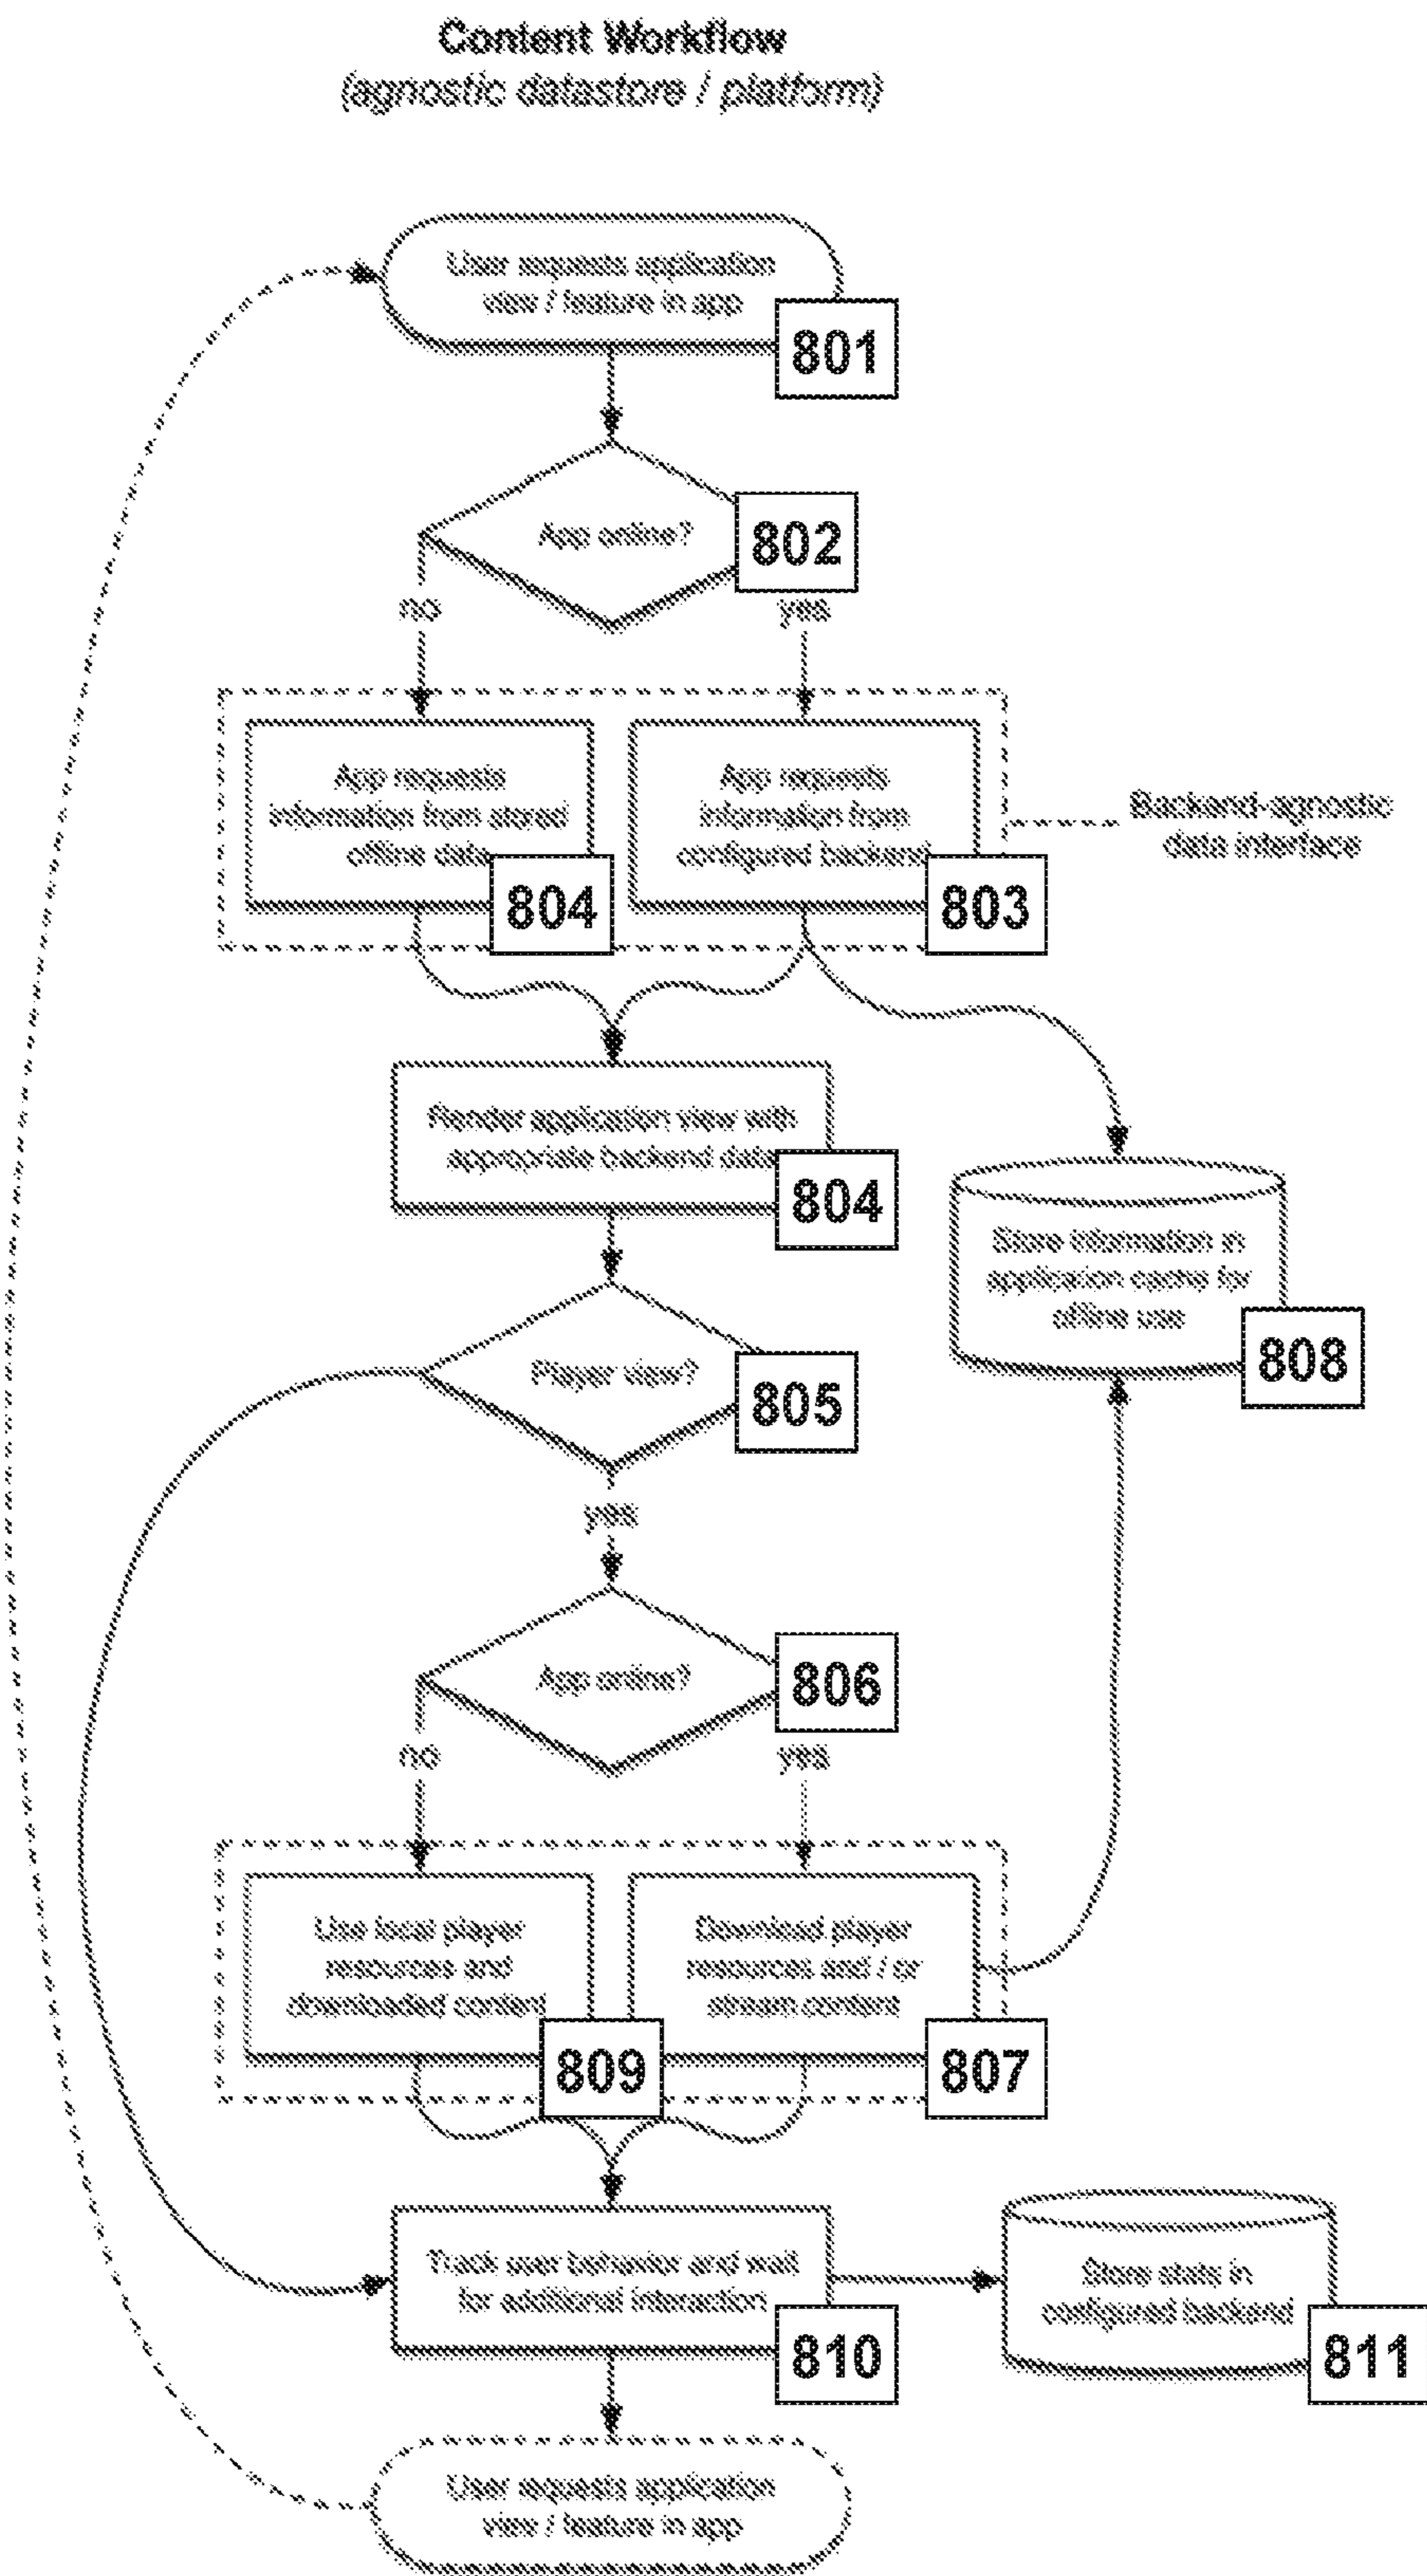 Content Workflow
(agnostic datastore / platform)
User requests application
view / feature in app
801
App online?
802
no
yes
App requests
information from stored
offline data
804
App requests
information from
configured backend
803
Backend-agnostic
data interface
Render application view with
appropriate backend data
804
Store information in
application cache for
offline use
808
Player view?
805
yes
App online?
806
no
yes
Use local player
resources and
downloaded content
809
Download player
resources and / or
stream content
807
Track user behavior and wait
for additional interaction
810
Store stats in
configured backend
811
User requests application
view / feature in app